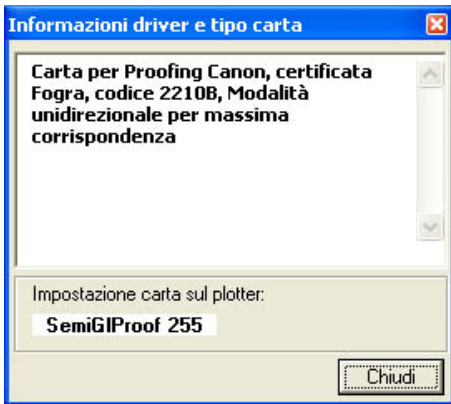 Informazioni driver e tipo carta
Carta per Proofing Canon, certificata
Fogra, codice 2210B, Modalità
unidirezionale per massima
corrispondenza
Impostazione carta sul plotter:
SemiGlProof 255
Chiudi